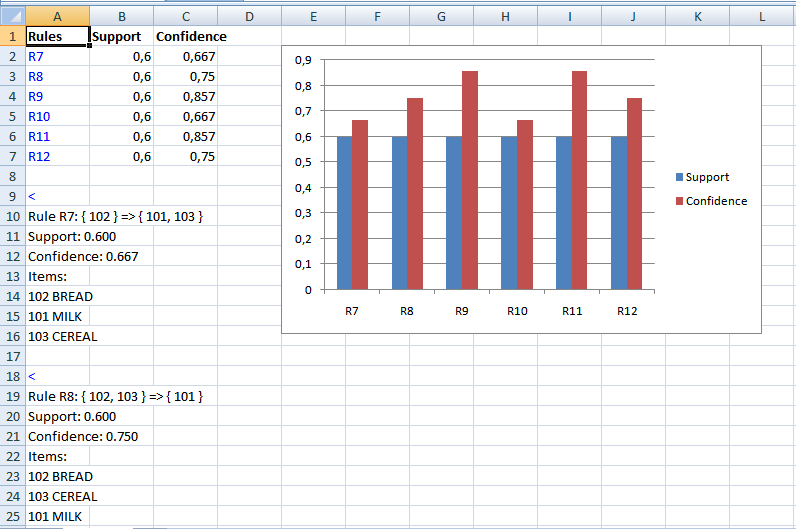 A B C D E F G H I J K L
1 Rules Support Confidence
2 R7 0,6 0,667
3 R8 0,6 0,75
4 R9 0,6 0,857
5 R10 0,6 0,667
6 R11 0,6 0,857
7 R12 0,6 0,75
8
9 <
10 Rule R7: { 102 } => { 101, 103 }
11 Support: 0.600
12 Confidence: 0.667
13 Items:
14 102 BREAD
15 101 MILK
16 103 CEREAL
17
18 <
19 Rule R8: { 102, 103 } => { 101 }
20 Support: 0.600
21 Confidence: 0.750
22 Items:
23 102 BREAD
24 103 CEREAL
25 101 MILK
0,9
0,8
0,7
0,6
0,5
0,4
0,3
0,2
0,1
0
R7 R8 R9 R10 R11 R12
Support
Confidence